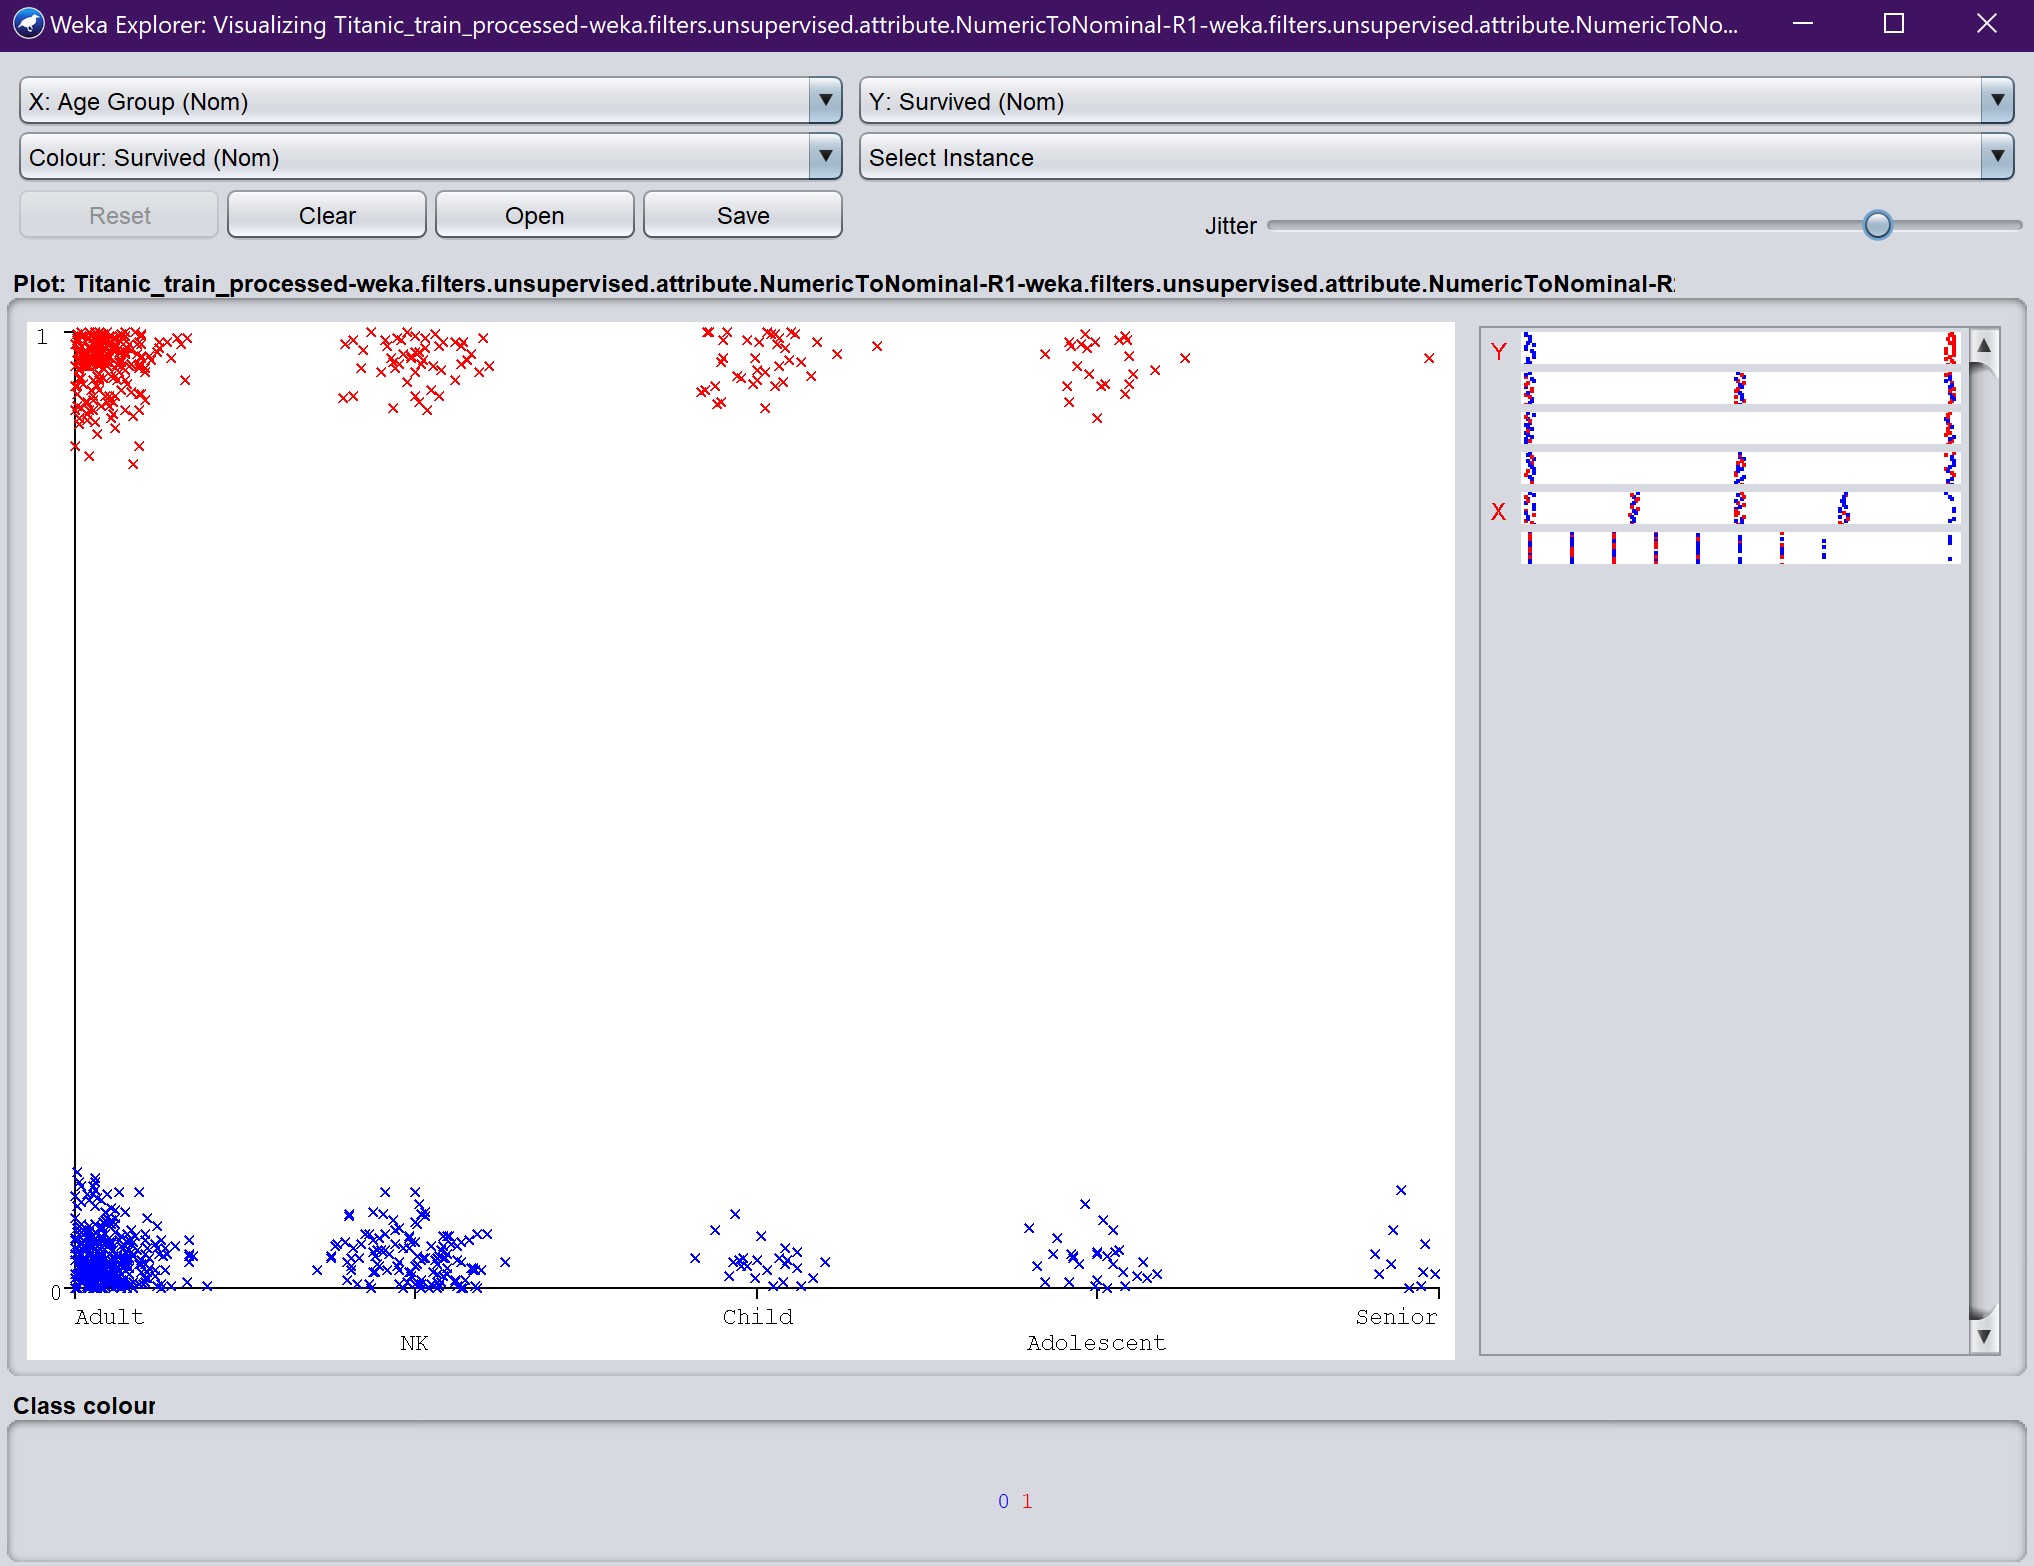 Weka Explorer: Visualizing Titanic_train_processed-weka.filters.unsupervised.attribute.NumericToNominal-R1-weka.filters.unsupervised.attribute.NumericToNo...
X: Age Group (Nom)
Y: Survived (Nom)
Colour: Survived (Nom)
Select Instance
Reset
Clear
Open
Save
Jitter
Plot: Titanic_train_processed-weka.filters.unsupervised.attribute.NumericToNominal-R1-weka.filters.unsupervised.attribute.NumericToNominal-R
1
Y
X
0
Adult
NK
Child
Adolescent
Senior
Class colour
0 1